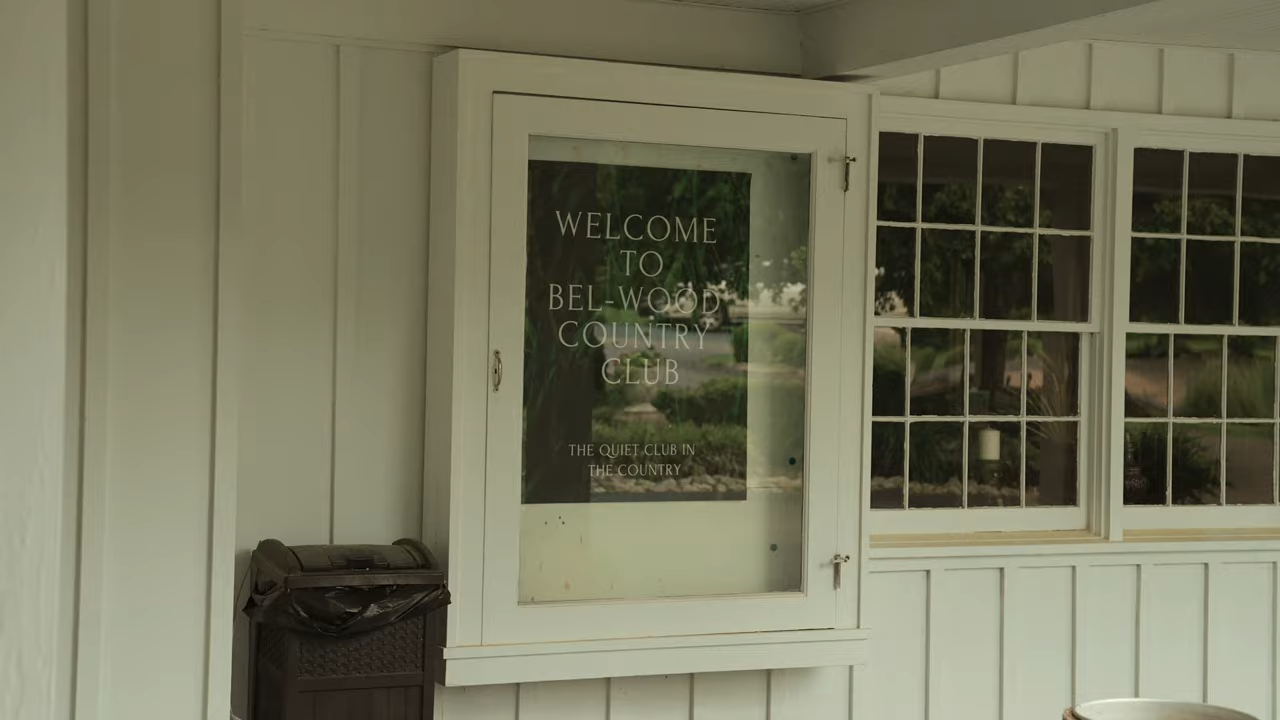 WELCOME
TO
BEL-WOOD
COUNTRY
CLUB
THE QUIET CLUB IN
THE COUNTRY